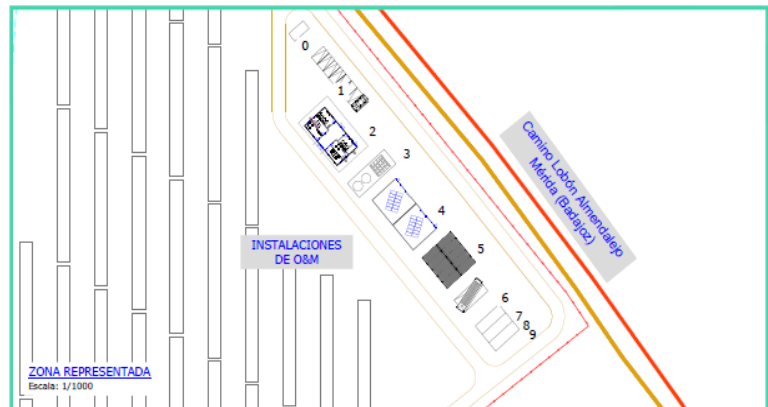 0
1
2
3
4
5
6
7
8
9
Camino Lobón Almendalejo
Mérida (Badajoz)
INSTALACIONES
DE O&M
ZONA REPRESENTADA
Escala: 1/1000